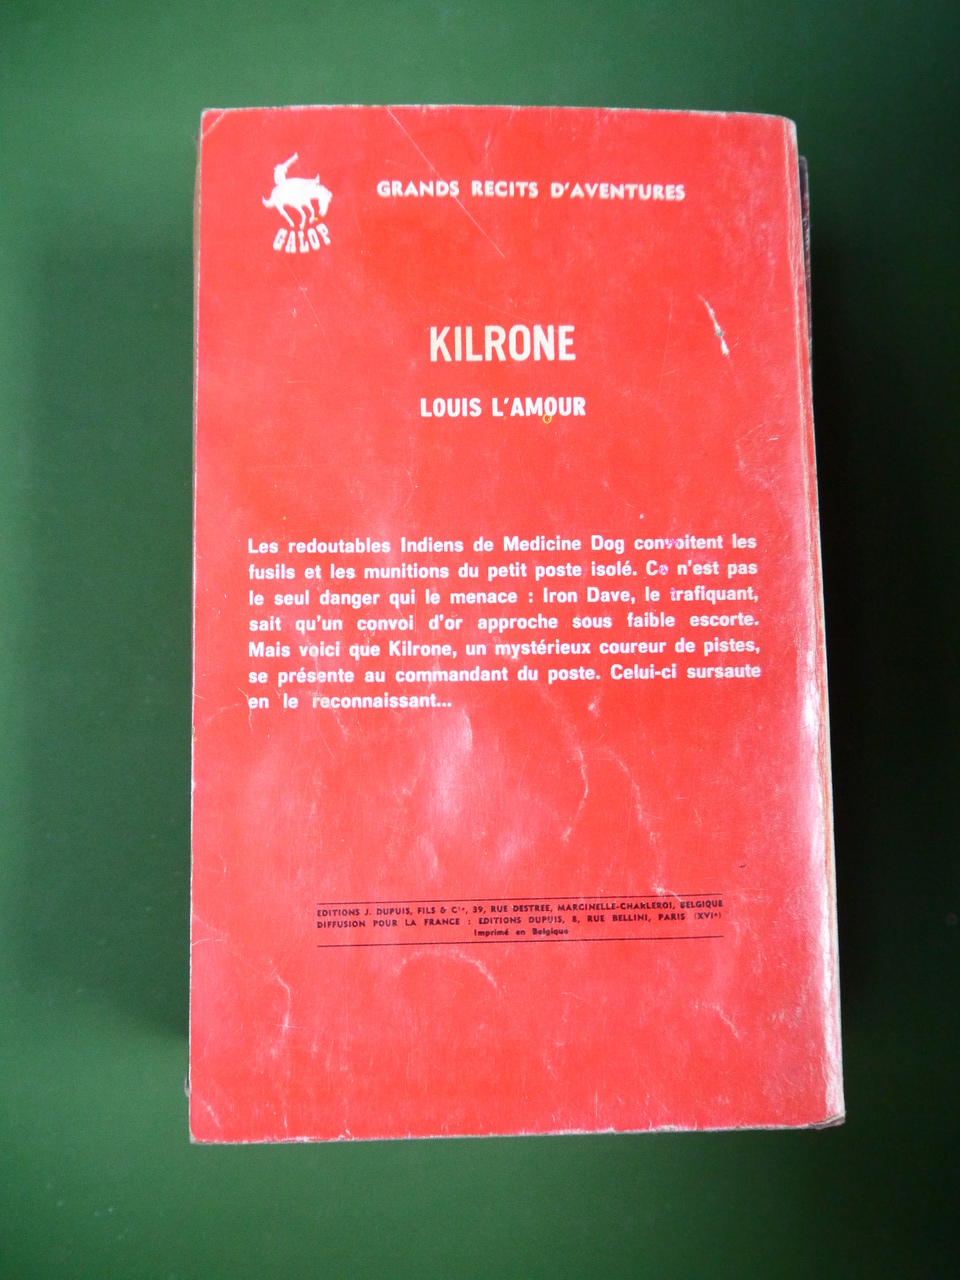 GRANDS RECITS D'AVENTURES
GALOP
KILRONE
LOUIS L'AMOUR
Les redoutables Indiens de Medicine Dog convoitent les
fusils et les munitions du petit poste isolé. Ce n'est pas
le seul danger qui le menace : Iron Dave, le trafiquant,
sait qu'un convoi d'or approche sous faible escorte.
Mais voici que Kilrone, un mystérieux coureur de pistes,
se présente au commandant du poste. Celui-ci sursaute
en le reconnaissant...
EDITIONS J. DUPUIS, FILS & Cie, 39, RUE DESTREE, MARCINELLE-CHARLEROI, BELGIQUE
DIFFUSION POUR LA FRANCE : EDITIONS DUPUIS, 8, RUE BELLINI, PARIS (XVIe)
Imprimé en Belgique